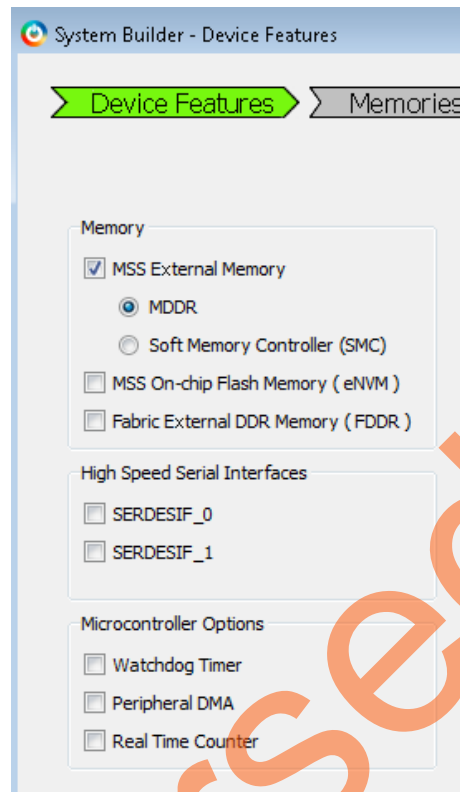 System Builder - Device Features
Device Features
Memories
Memory
MSS External Memory
MDDR
Soft Memory Controller (SMC)
MSS On-chip Flash Memory ( eNVM )
Fabric External DDR Memory ( FDDR )
High Speed Serial Interfaces
SERDESIF_0
SERDESIF_1
Microcontroller Options
Watchdog Timer
Peripheral DMA
Real Time Counter